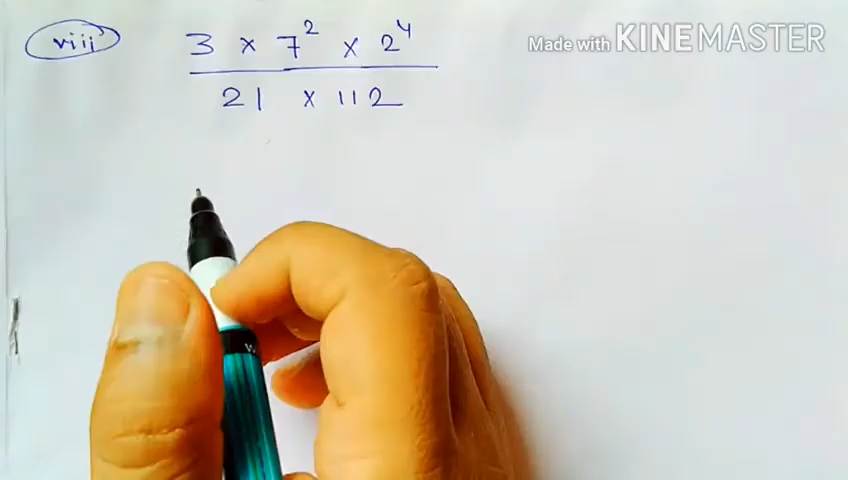 viii 3 × 7² × 2⁴ Made with KINEMASTER
21 × 112